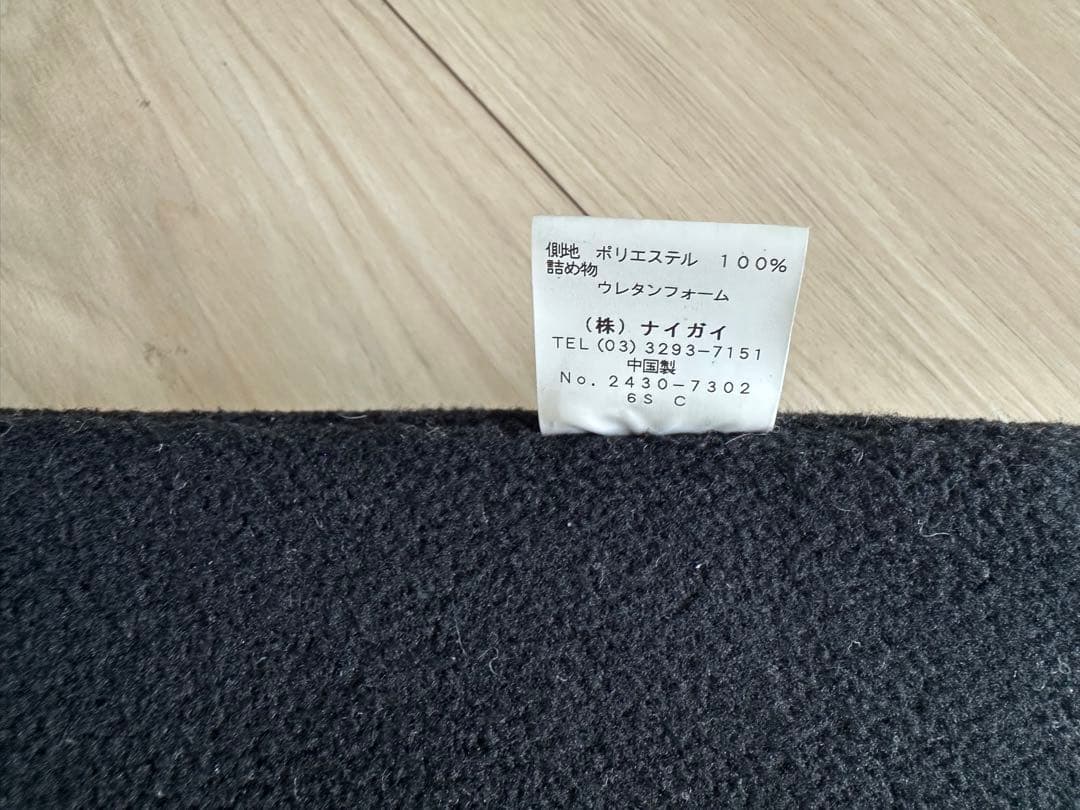 側地 ポリエステル 100%
詰め物
ウレタンフォーム
(株) ナイガイ
TEL (03) 3293-7151
中国製
No. 2430-7302
6S C